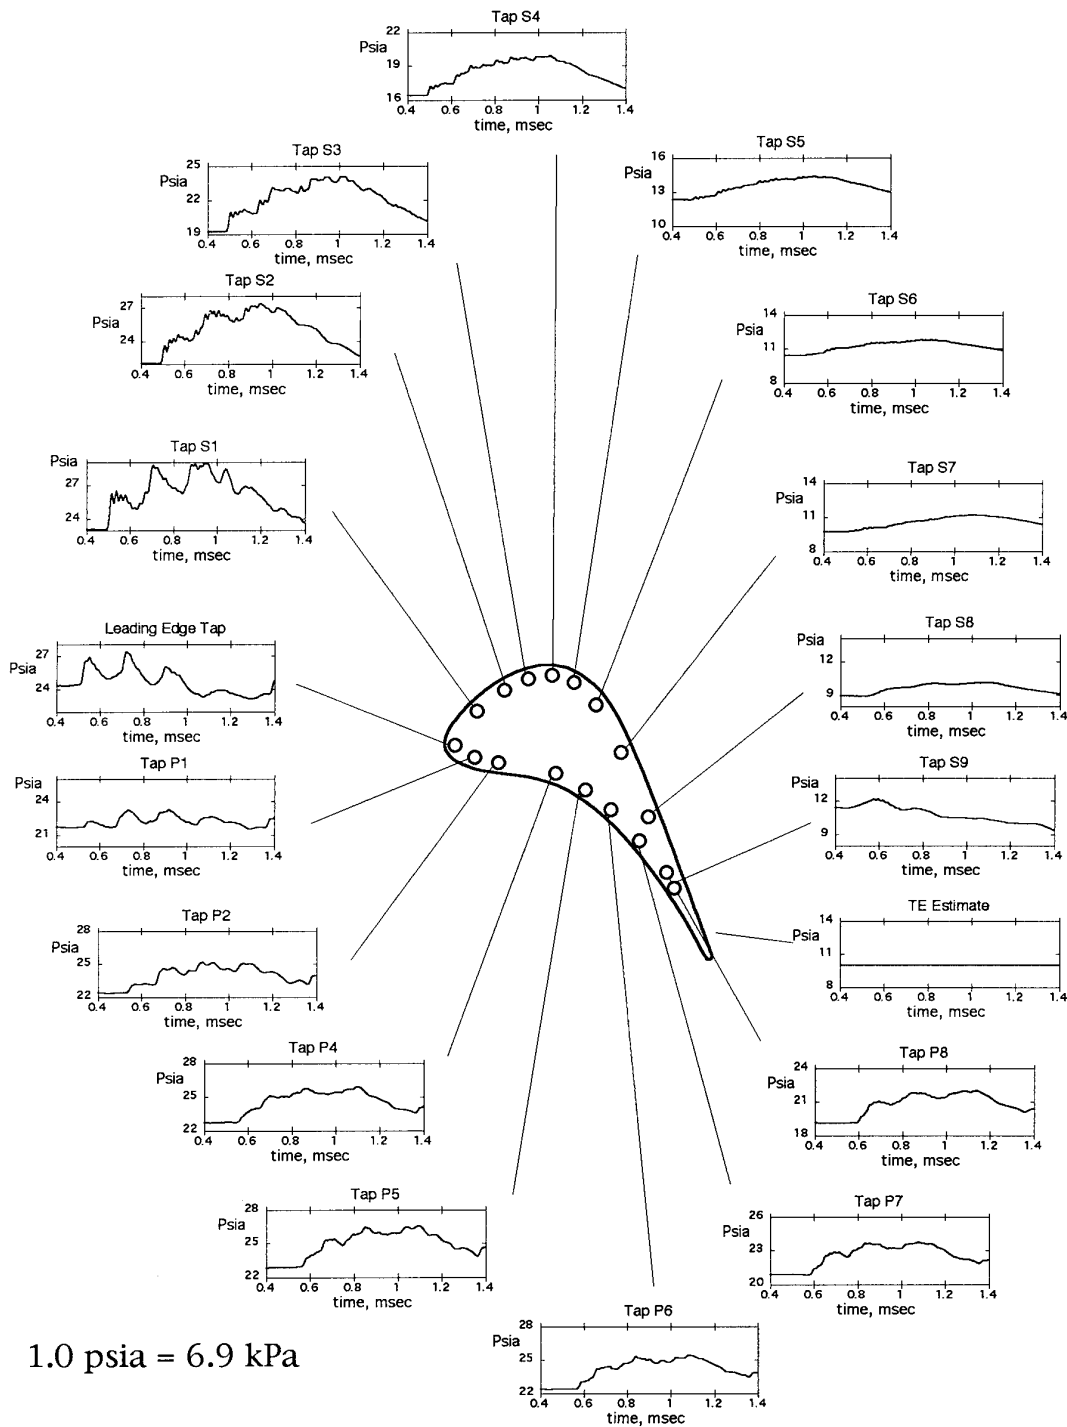 Tap S4
22
Psia
19
16
0.4 0.6 0.8 1 1.2 1.4
time, msec
Tap S3
25
Psia
22
19
0.4 0.6 0.8 1 1.2 1.4
time, msec
Tap S5
16
Psia
13
10
0.4 0.6 0.8 1 1.2 1.4
time, msec
Tap S2
27
Psia
24
0.4 0.6 0.8 1 1.2 1.4
time, msec
Tap S6
14
Psia
11
8
0.4 0.6 0.8 1 1.2 1.4
time, msec
Tap S1
Psia
27
23
0.4 0.6 0.8 1 1.2 1.4
time, msec
Tap S7
14
Psia
11
8
0.4 0.6 0.8 1 1.2 1.4
time, msec
Leading Edge Tap
27
Psia
24
0.4 0.6 0.8 1 1.2 1.4
time, msec
Tap S8
Psia
12
9
0.4 0.6 0.8 1 1.2 1.4
time, msec
Tap P1
Psia
24
21
0.4 0.6 0.8 1 1.2 1.4
time, msec
Tap S9
Psia
12
9
0.4 0.6 0.8 1 1.2 1.4
time, msec
Tap P2
28
Psia
25
22
0.4 0.6 0.8 1 1.2 1.4
time, msec
TE Estimate
14
Psia
11
8
0.4 0.6 0.8 1 1.2 1.4
time, msec
Tap P4
28
Psia
25
22
0.4 0.6 0.8 1 1.2 1.4
time, msec
Tap P8
24
Psia
21
18
0.4 0.6 0.8 1 1.2 1.4
time, msec
Tap P5
28
Psia
25
22
0.4 0.6 0.8 1 1.2 1.4
time, msec
Tap P7
26
Psia
23
20
0.4 0.6 0.8 1 1.2 1.4
time, msec
Tap P6
28
Psia
25
22
0.4 0.6 0.8 1 1.2 1.4
time, msec
1.0 psia = 6.9 kPa